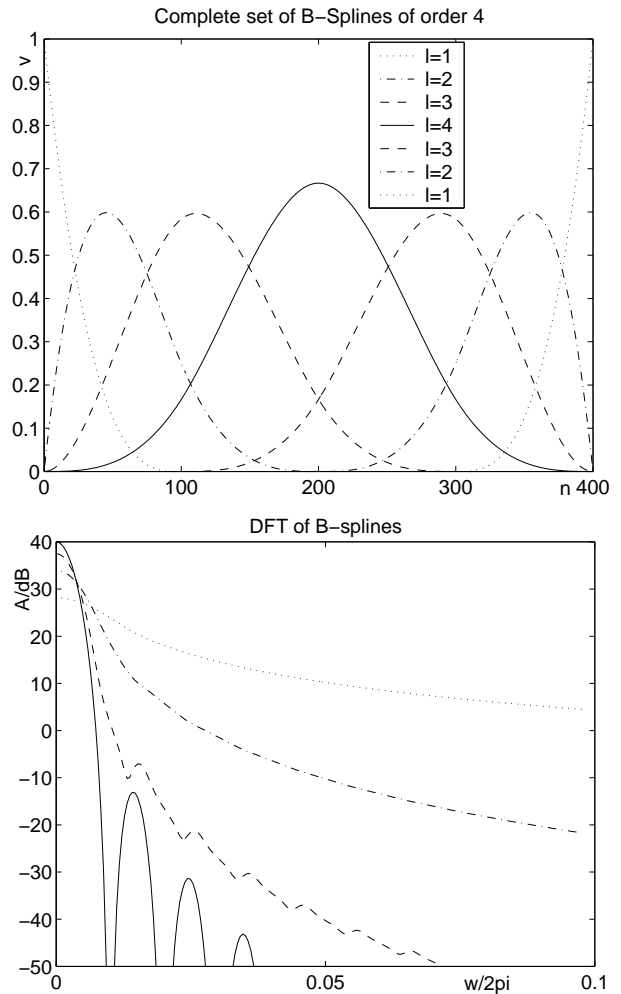 Complete set of B−Splines of order 4
1
v
0.9
0.8
0.7
0.6
0.5
0.4
0.3
0.2
0.1
0
l=1
l=2
l=3
l=4
l=3
l=2
l=1
0
100
200
300
n 400
DFT of B−splines
40
A/dB
30
20
10
0
−10
−20
−30
−40
−50
0
0.05
w/2pi
0.1